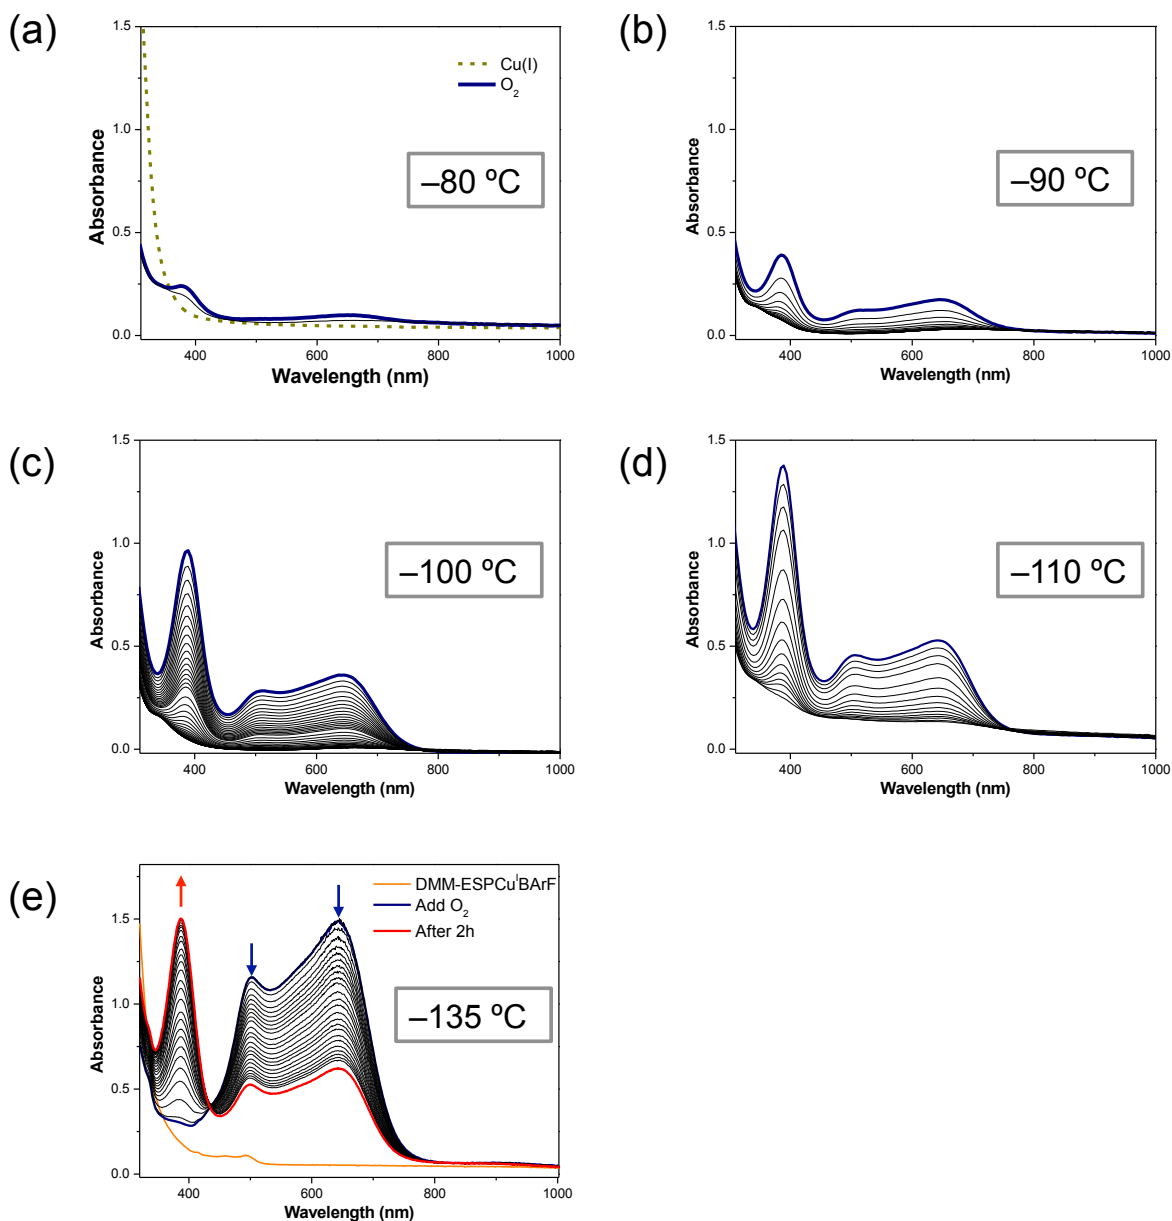 (a)
1.5
1.0
0.5
0.0
Absorbance
400
600
800
1000
Wavelength (nm)
Cu(I)
O₂
–80 ºC
(b)
1.5
1.0
0.5
0.0
Absorbance
400
600
800
1000
Wavelength (nm)
–90 ºC
(c)
1.5
1.0
0.5
0.0
Absorbance
400
600
800
1000
Wavelength (nm)
–100 ºC
(d)
1.5
1.0
0.5
0.0
Absorbance
400
600
800
1000
Wavelength (nm)
–110 ºC
(e)
1.5
1.0
0.5
0.0
Absorbance
400
600
800
1000
Wavelength (nm)
DMM-ESPCuᴵBArF
Add O₂
After 2h
–135 ºC